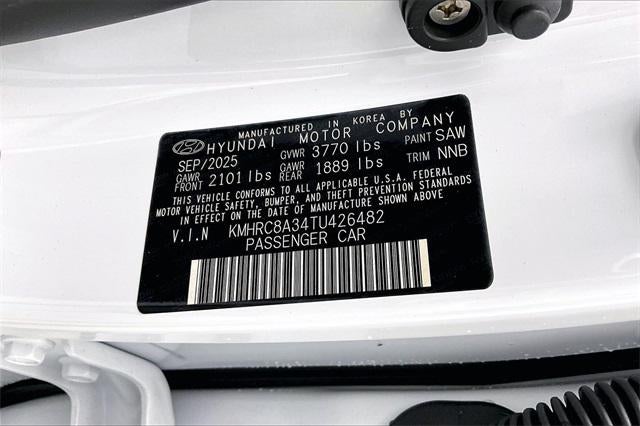 MANUFACTURED IN KOREA BY
HYUNDAI MOTOR COMPANY
SEP/2025 GVWR 3770 lbs PAINT SAW
GAWR FRONT 2101 lbs GAWR REAR 1889 lbs TRIM NNB
THIS VEHICLE CONFORMS TO ALL APPLICABLE U.S.A. FEDERAL
MOTOR VEHICLE SAFETY, BUMPER, AND THEFT PREVENTION STANDARDS
IN EFFECT ON THE DATE OF MANUFACTURE SHOWN ABOVE.
V.I.N KMHRC8A34TU426482
PASSENGER CAR